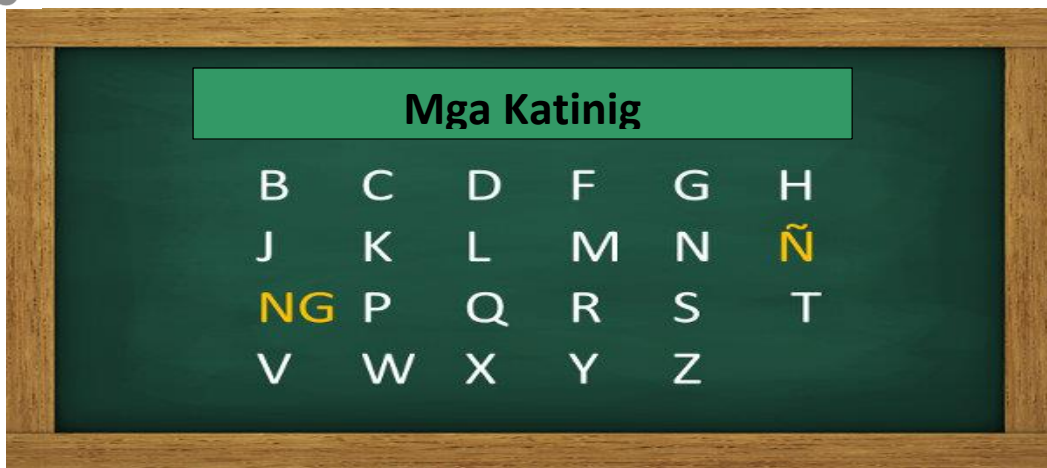 Mga Katinig
B C D F G H
J K L M N Ñ
NG P Q R S T
V W X Y Z